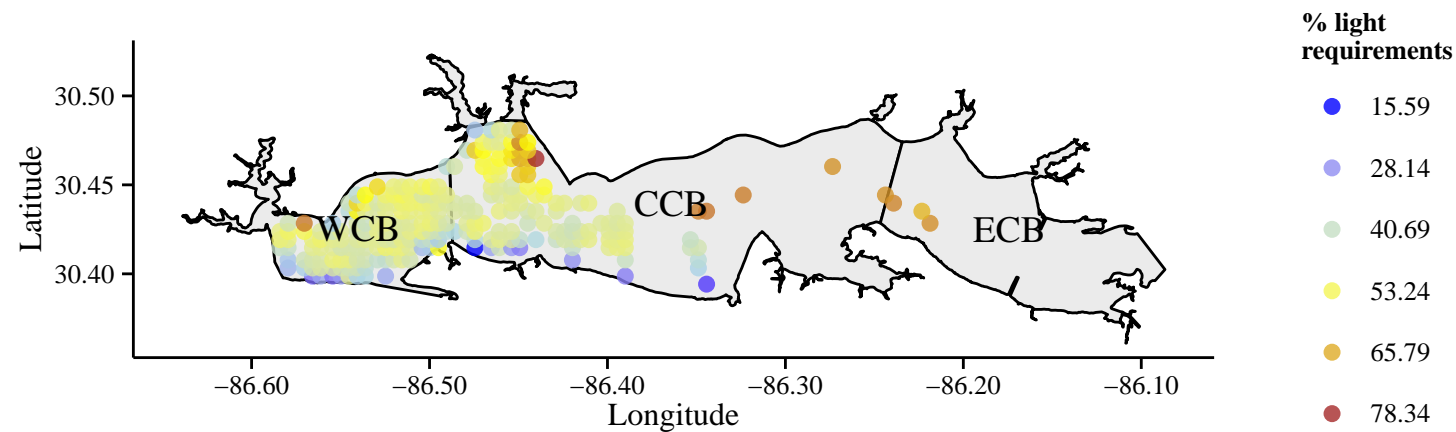 % light
requirements
15.59
28.14
40.69
53.24
65.79
78.34
30.50
30.45
30.40
Latitude
WCB
CCB
ECB
−86.60 −86.50 −86.40 −86.30 −86.20 −86.10
Longitude